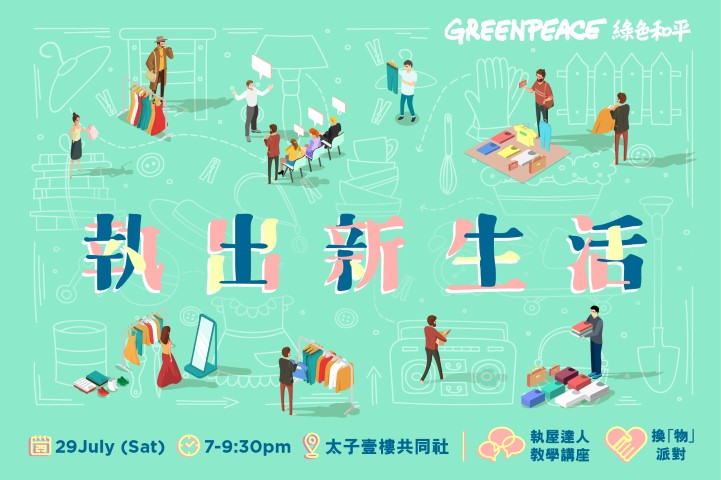 GREENPEACE 綠色和平
執出新生活
29July (Sat)
7-9:30pm
太子壹樓共同社
執屋達人
教學講座
換「物」
派對